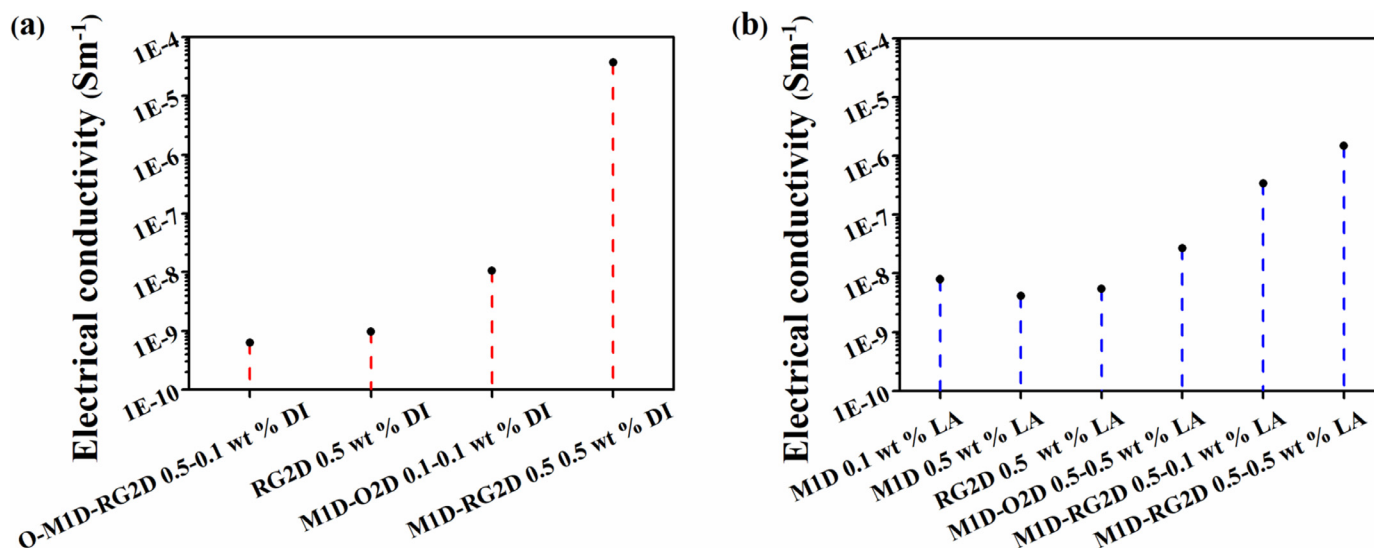 (a)
Electrical conductivity (Sm⁻¹)
1E-4
1E-5
1E-6
1E-7
1E-8
1E-9
1E-10
O-M1D-RG2D 0.5-0.1 wt % DI
RG2D 0.5 wt % DI
M1D-O2D 0.1-0.1 wt % DI
M1D-RG2D 0.5 0.5 wt % DI
(b)
Electrical conductivity (Sm⁻¹)
1E-4
1E-5
1E-6
1E-7
1E-8
1E-9
1E-10
M1D 0.1 wt % LA
M1D 0.5 wt % LA
RG2D 0.5 wt % LA
M1D-O2D 0.5-0.5 wt % LA
M1D-RG2D 0.5-0.1 wt % LA
M1D-RG2D 0.5-0.5 wt % LA